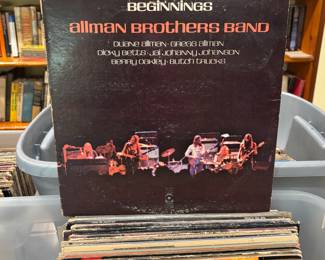 BEGINNINGS
ALLMAN BROTHERS BAND
DUANE ALLMAN · GREGG ALLMAN
DICKY BETTS · JAI JOHANNY JOHANSON
BERRY OAKLEY · BUTCH TRUCKS